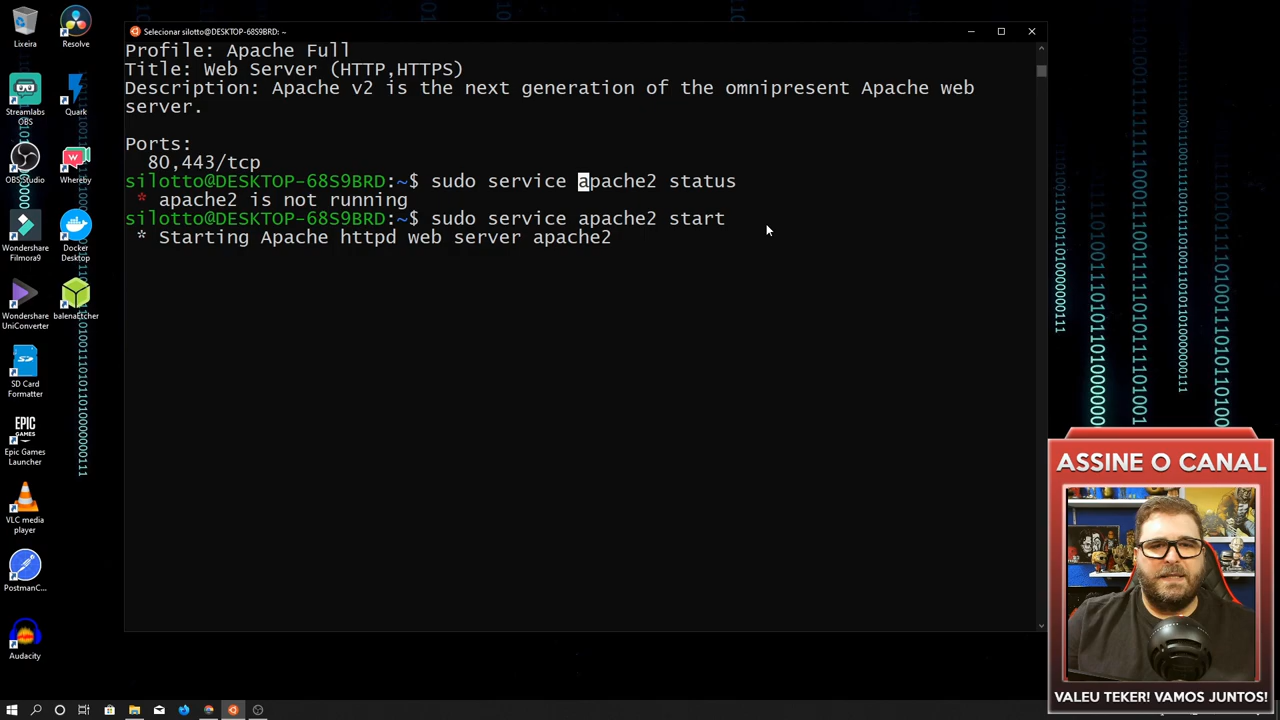 Selecionar silotto@DESKTOP-68S9BRD: ~
Profile: Apache Full
Title: Web Server (HTTP,HTTPS)
Description: Apache v2 is the next generation of the omnipresent Apache web
server.
Ports:
80,443/tcp
silotto@DESKTOP-68S9BRD:~$ sudo service apache2 status
* apache2 is not running
silotto@DESKTOP-68S9BRD:~$ sudo service apache2 start
* Starting Apache httpd web server apache2
Lixeira
Resolve
Streamlabs
OBS
Quark
OBS Studio
Whereby
Wondershare
Filmora9
Docker
Desktop
Wondershare
UniConverter
balenaEtcher
SD Card
Formatter
EPIC
GAMES
Epic Games
Launcher
VLC media
player
PostmanC...
Audacity
ASSINE O CANAL
VALEU TEKER! VAMOS JUNTOS!